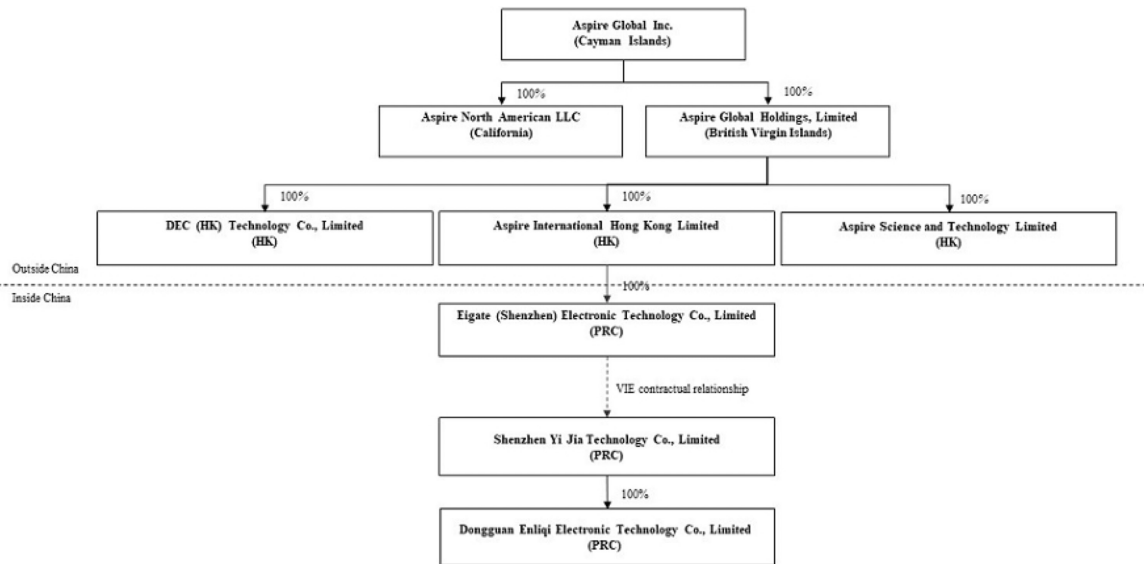 Aspire Global Inc.
(Cayman Islands)
100%
100%
Aspire North American LLC
(California)
Aspire Global Holdings, Limited
(British Virgin Islands)
100%
100%
100%
DEC (HK) Technology Co., Limited
(HK)
Aspire International Hong Kong Limited
(HK)
Aspire Science and Technology Limited
(HK)
Outside China
Inside China
100%
Eigate (Shenzhen) Electronic Technology Co., Limited
(PRC)
VIE contractual relationship
Shenzhen Yi Jia Technology Co., Limited
(PRC)
100%
Dongguan Enliqi Electronic Technology Co., Limited
(PRC)